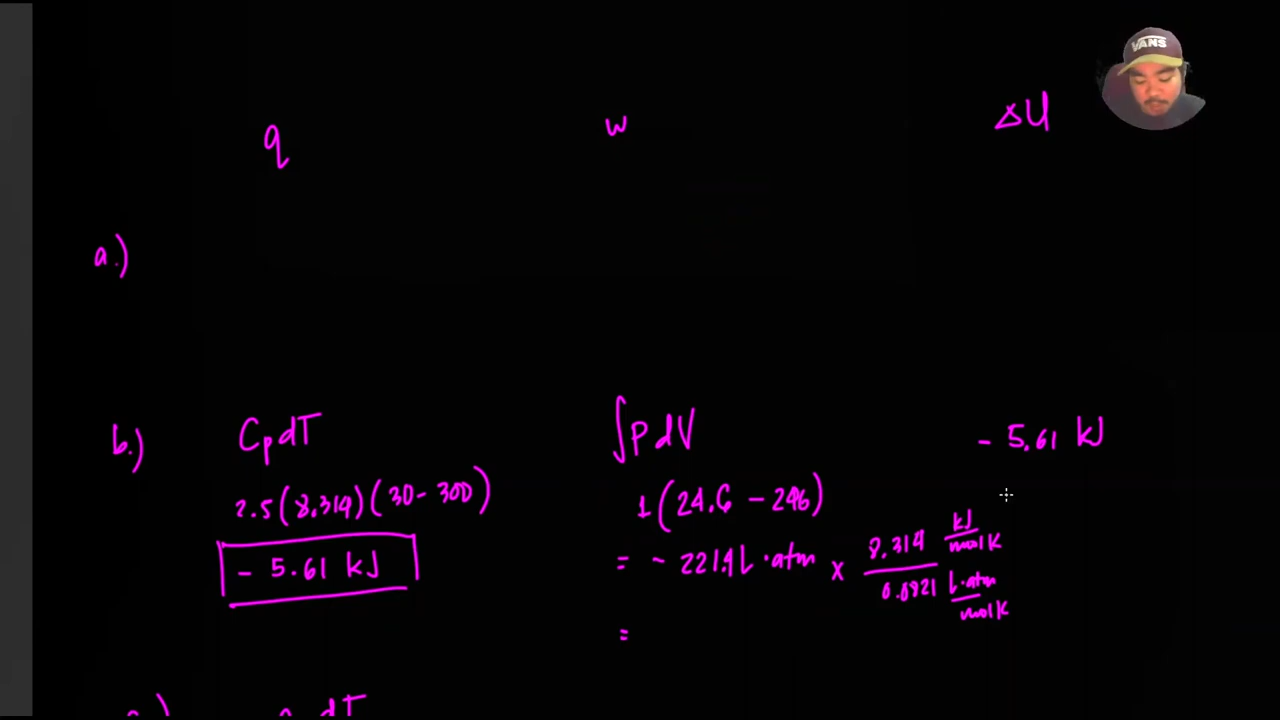 VANS
q w ΔU
a.)
b.) CpdT ∫PdV - 5.61 kJ
2.5(8.314)(30-300) 1(24.6 - 246)
- 5.61 kJ = - 221.4 L·atm x 8.314 kJ/molK / 0.0821 L·atm/molK
=
dT